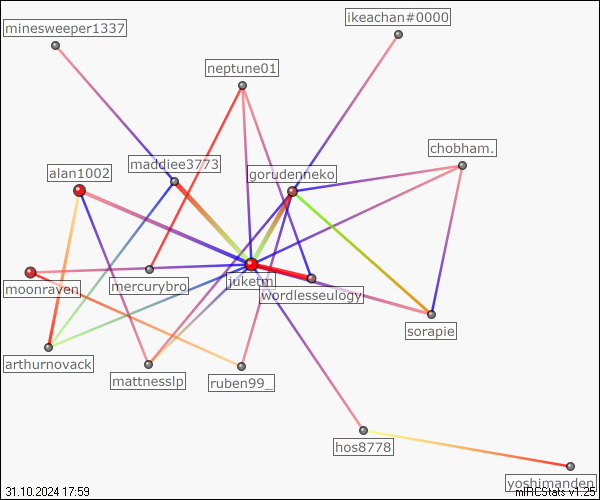 ikeachan#0000
minesweeper1337
neptune01
chobham.
maddiee3773
gorudenneko
alan1002
juketm
mercurybro
moonraven
wordlesseulogy
sorapie
arthurnovack
mattnesslp
ruben99_
hos8778
yoshimanden
31.10.2024 17:59
mIRCStats v1.25